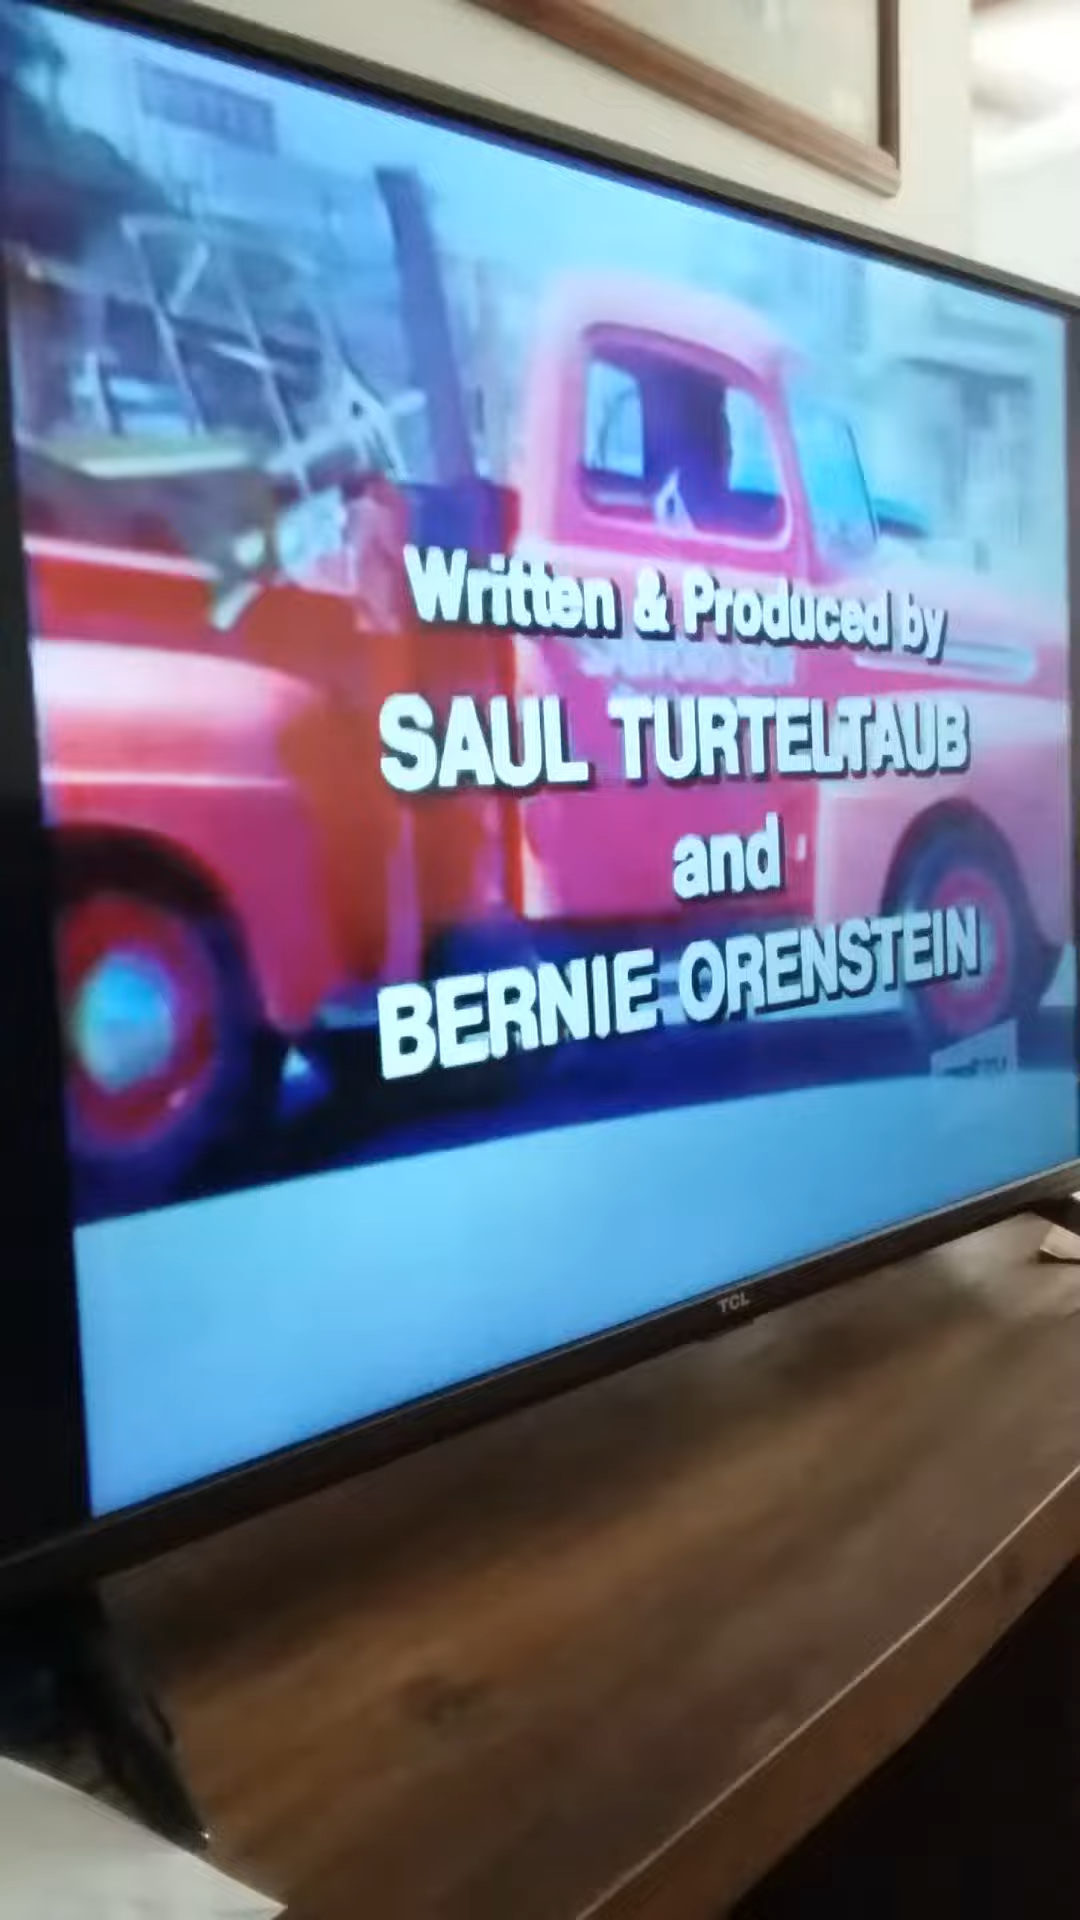 Written & Produced by
SAUL TURTELTAUB
and
BERNIE ORENSTEIN
TCL